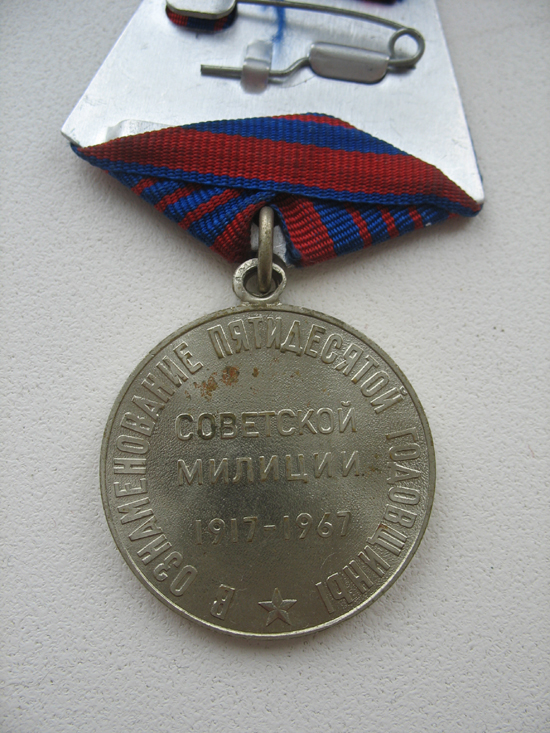 Е ОЗНАМЕНОВАНИЕ ПЯТИДЕСЯТОЙ ГОДОВЩИНЫ
СОВЕТСКОЙ
МИЛИЦИИ
1917-1967